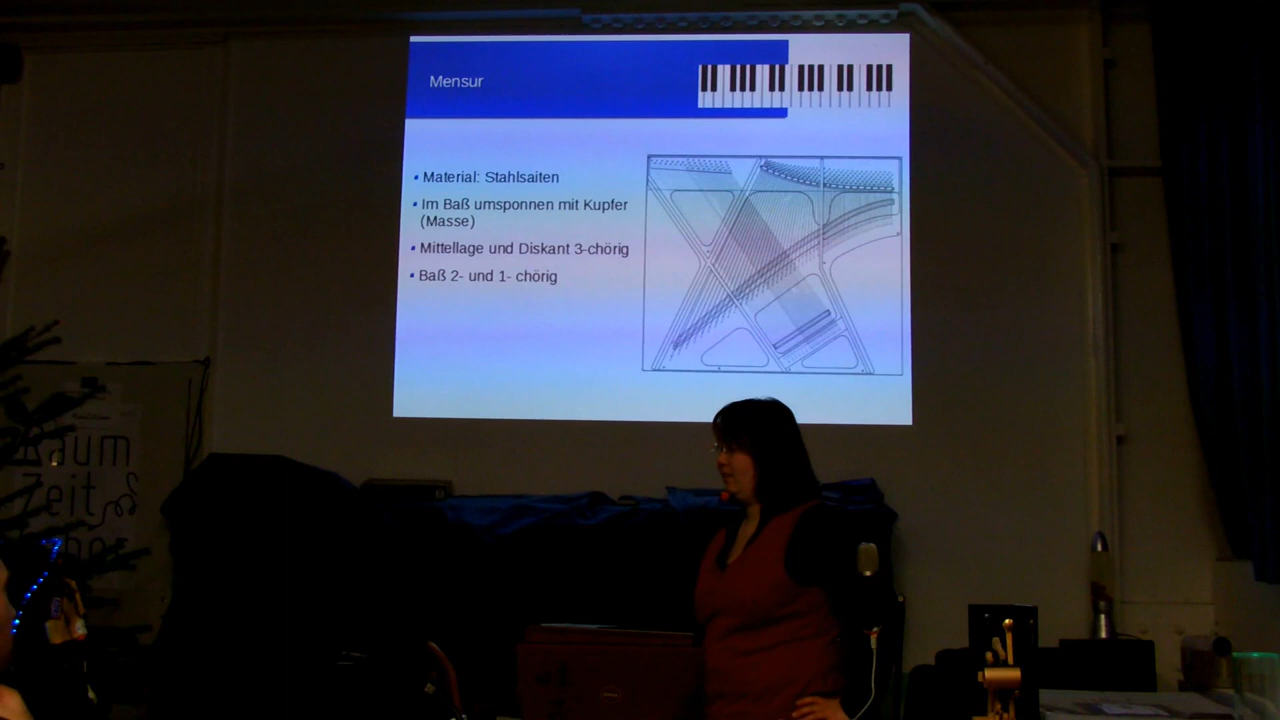 Mensur
Material: Stahlsaiten
Im Baß umsponnen mit Kupfer
(Masse)
Mittellage und Diskant 3-chörig
Baß 2- und 1- chörig
Raum
Zeit